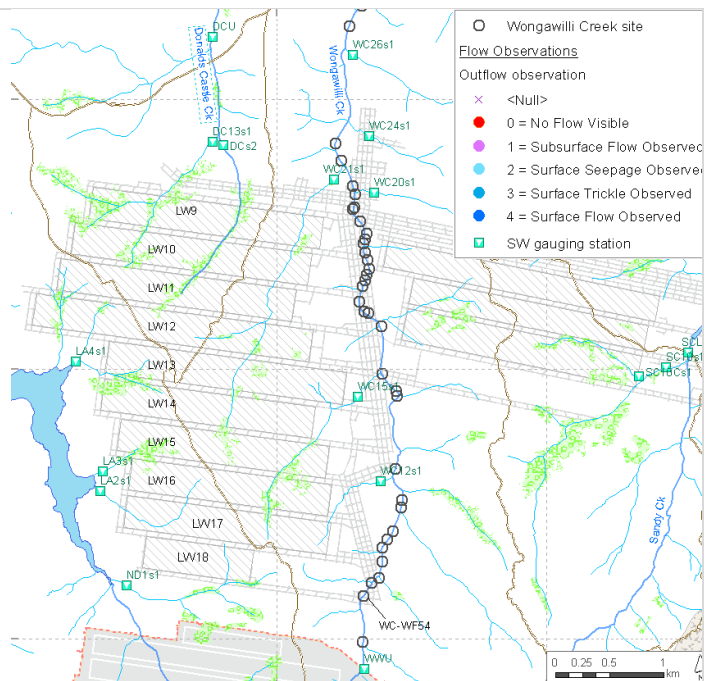 Wongawilli Creek site
Flow Observations
Outflow observation
<Null>
0 = No Flow Visible
1 = Subsurface Flow Observed
2 = Surface Seepage Observe
3 = Surface Trickle Observed
4 = Surface Flow Observed
SW gauging station
DCU
Donalds Castle Ck
Wongawilli Ck
WC26s1
WC24s1
DC13s1
DCs2
WC21s1
WC20s1
LW9
LW10
LW11
LW12
LA4s1
LW13
LW14
WC15s1
SCL
SC10Cs1
LW15
LA3s1
LW16
WC12s1
LA2s1
LW17
LW18
Sandy Ck
ND1s1
WC-WF54
WWU
0 0.25 0.5 1
km